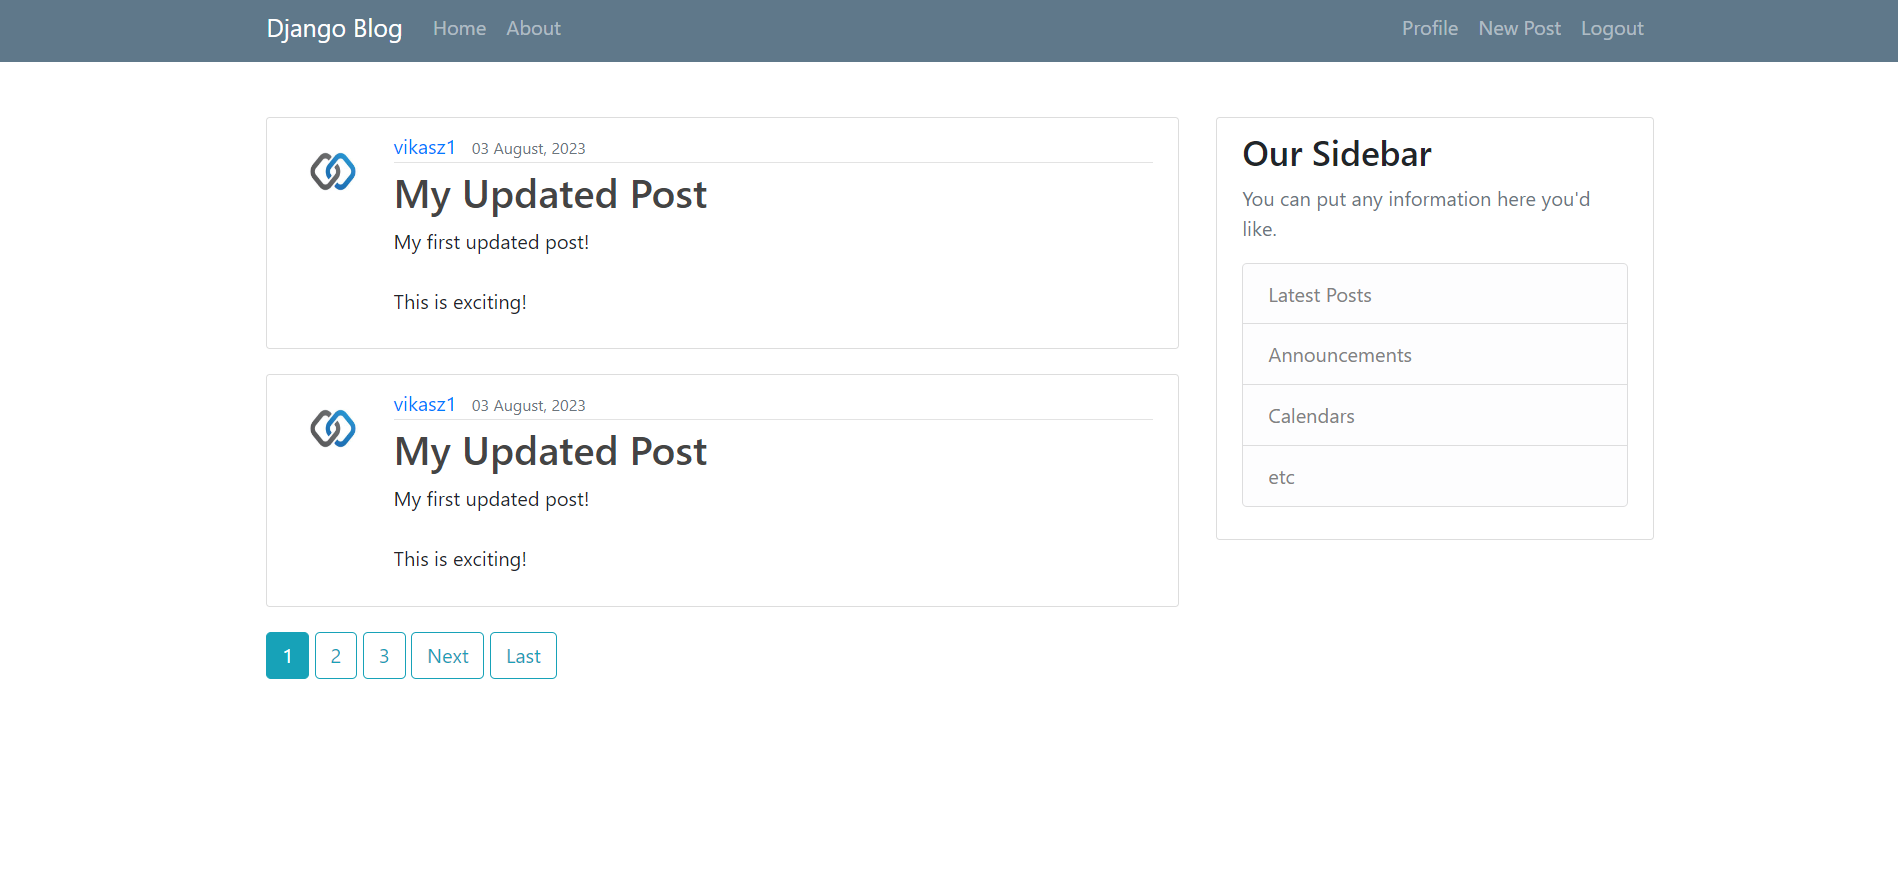 Django Blog Home About Profile New Post Logout
vikasz1 03 August, 2023
My Updated Post
My first updated post!
This is exciting!
vikasz1 03 August, 2023
My Updated Post
My first updated post!
This is exciting!
1 2 3 Next Last
Our Sidebar
You can put any information here you'd
like.
Latest Posts
Announcements
Calendars
etc